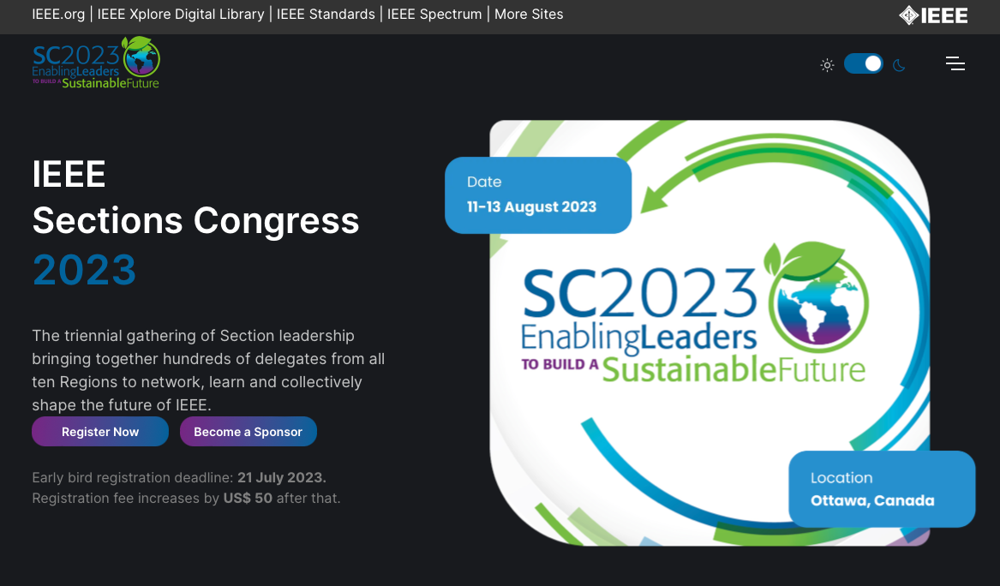 IEEE.org | IEEE Xplore Digital Library | IEEE Standards | IEEE Spectrum | More Sites
IEEE
SC2023
EnablingLeaders
TO BUILD A SustainableFuture
IEEE
Sections Congress
2023
The triennial gathering of Section leadership
bringing together hundreds of delegates from all
ten Regions to network, learn and collectively
shape the future of IEEE.
Register Now
Become a Sponsor
Early bird registration deadline: 21 July 2023.
Registration fee increases by US$ 50 after that.
Date
11-13 August 2023
SC2023
EnablingLeaders
TO BUILD A SustainableFuture
Location
Ottawa, Canada